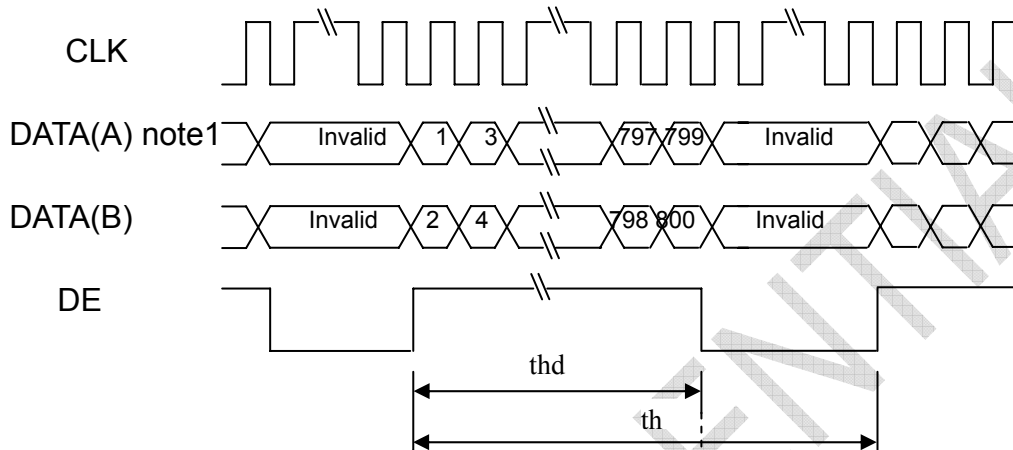 CLK
DATA(A) note1 Invalid 1 3 797 799 Invalid
DATA(B) Invalid 2 4 798 800 Invalid
DE
thd
th
ENTIA